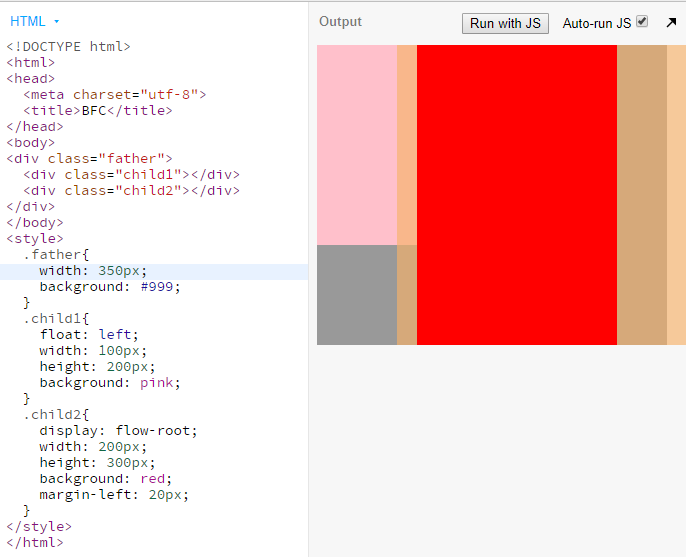 HTML
Output
Run with JS
Auto-run JS
<!DOCTYPE html>
<html>
<head>
  <meta charset="utf-8">
  <title>BFC</title>
</head>
<body>
<div class="father">
  <div class="child1"></div>
  <div class="child2"></div>
</div>
</body>
<style>
  .father{
    width: 350px;
    background: #999;
  }
  .child1{
    float: left;
    width: 100px;
    height: 200px;
    background: pink;
  }
  .child2{
    display: flow-root;
    width: 200px;
    height: 300px;
    background: red;
    margin-left: 20px;
  }
</style>
</html>